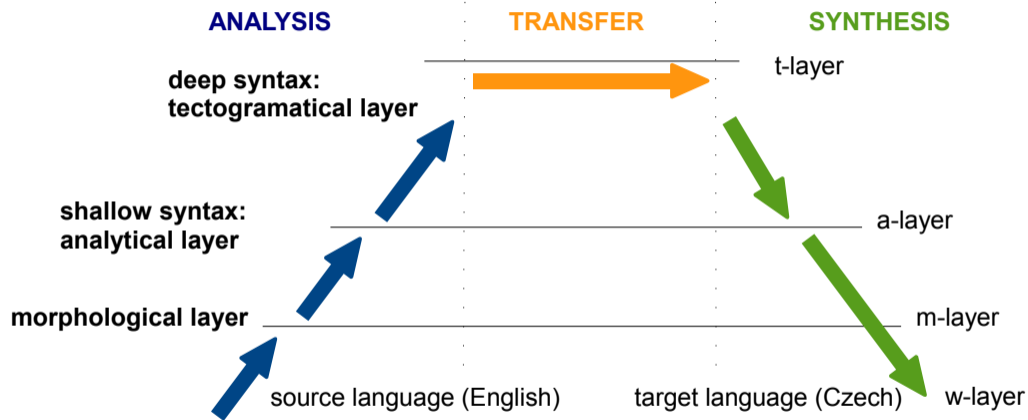 ANALYSIS
TRANSFER
SYNTHESIS
deep syntax:
tectogramatical layer
t-layer
shallow syntax:
analytical layer
a-layer
morphological layer
m-layer
source language (English)
target language (Czech)
w-layer